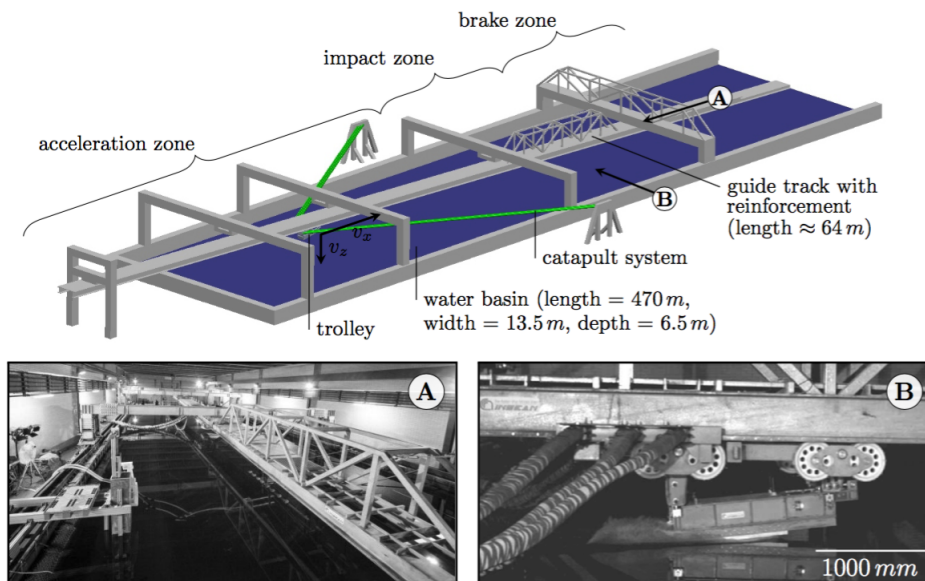 brake zone
impact zone
acceleration zone
A
B
guide track with
reinforcement
(length ≈ 64 m)
v_x
v_z
catapult system
water basin (length = 470 m,
width = 13.5 m, depth = 6.5 m)
trolley
A
B
1000 mm